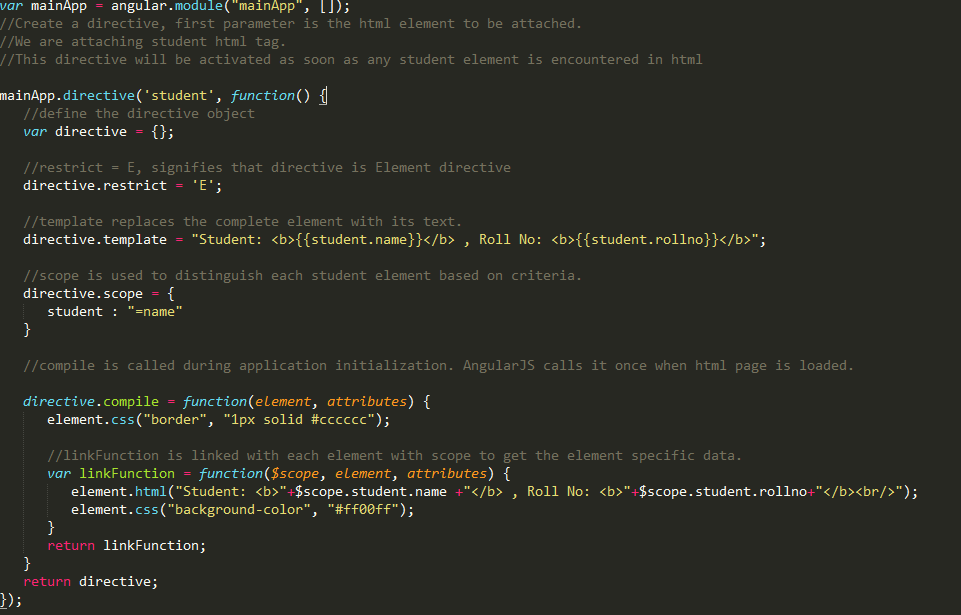 var mainApp = angular.module("mainApp", []);
//Create a directive, first parameter is the html element to be attached.
//We are attaching student html tag.
//This directive will be activated as soon as any student element is encountered in html
mainApp.directive('student', function() {
//define the directive object
var directive = {};
//restrict = E, signifies that directive is Element directive
directive.restrict = 'E';
//template replaces the complete element with its text.
directive.template = "Student: <b>{{student.name}}</b> , Roll No: <b>{{student.rollno}}</b>";
//scope is used to distinguish each student element based on criteria.
directive.scope = {
student : "=name"
}
//compile is called during application initialization. AngularJS calls it once when html page is loaded.
directive.compile = function(element, attributes) {
element.css("border", "1px solid #cccccc");
//linkFunction is linked with each element with scope to get the element specific data.
var linkFunction = function($scope, element, attributes) {
element.html("Student: <b>"+$scope.student.name +"</b> , Roll No: <b>"+$scope.student.rollno+"</b><br/>");
element.css("background-color", "#ff00ff");
}
return linkFunction;
}
return directive;
});